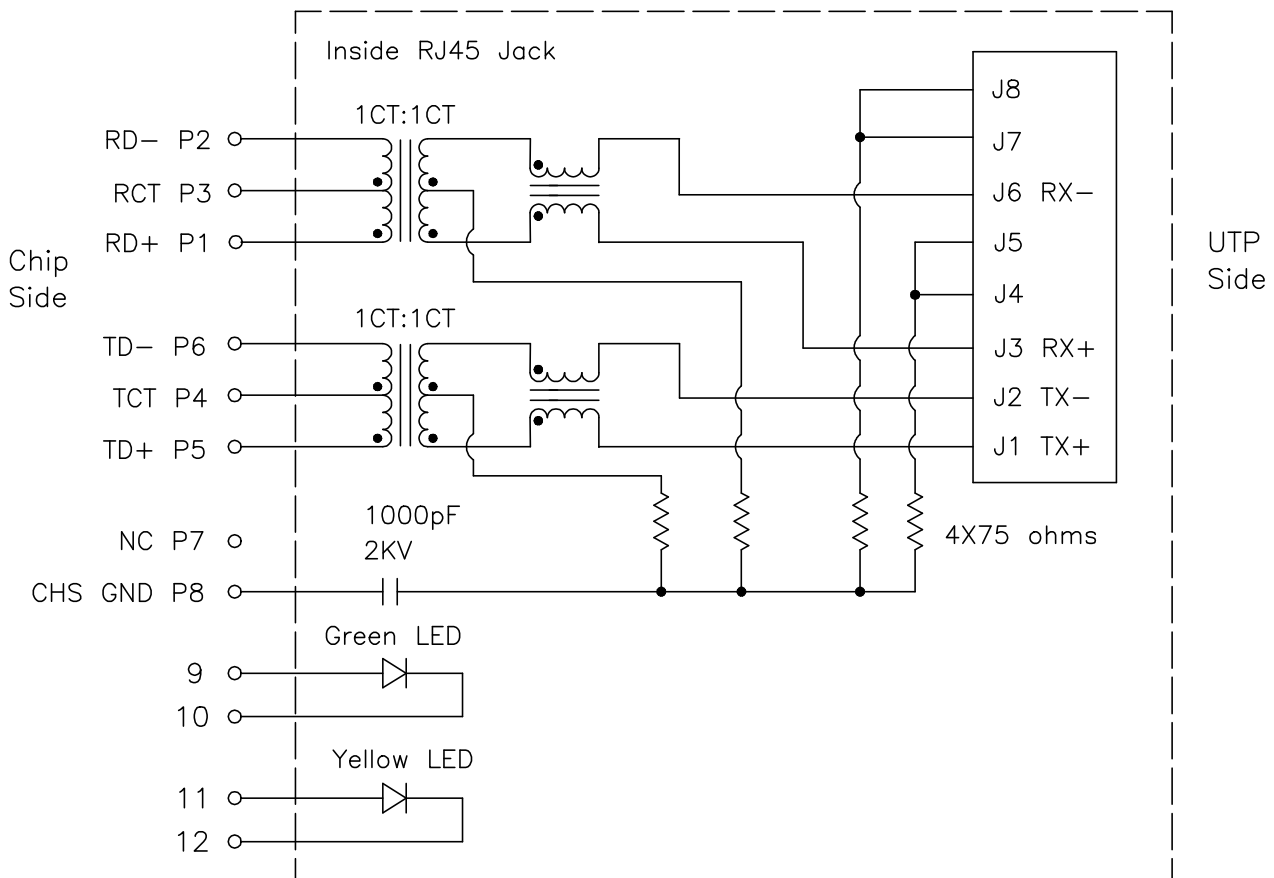 Inside RJ45 Jack
1CT:1CT
RD- P2
RCT P3
RD+ P1
Chip
Side
1CT:1CT
TD- P6
TCT P4
TD+ P5
NC P7
1000pF
2KV
CHS GND P8
Green LED
9
10
Yellow LED
11
12
J8
J7
J6 RX-
J5
J4
J3 RX+
J2 TX-
J1 TX+
4X75 ohms
UTP
Side